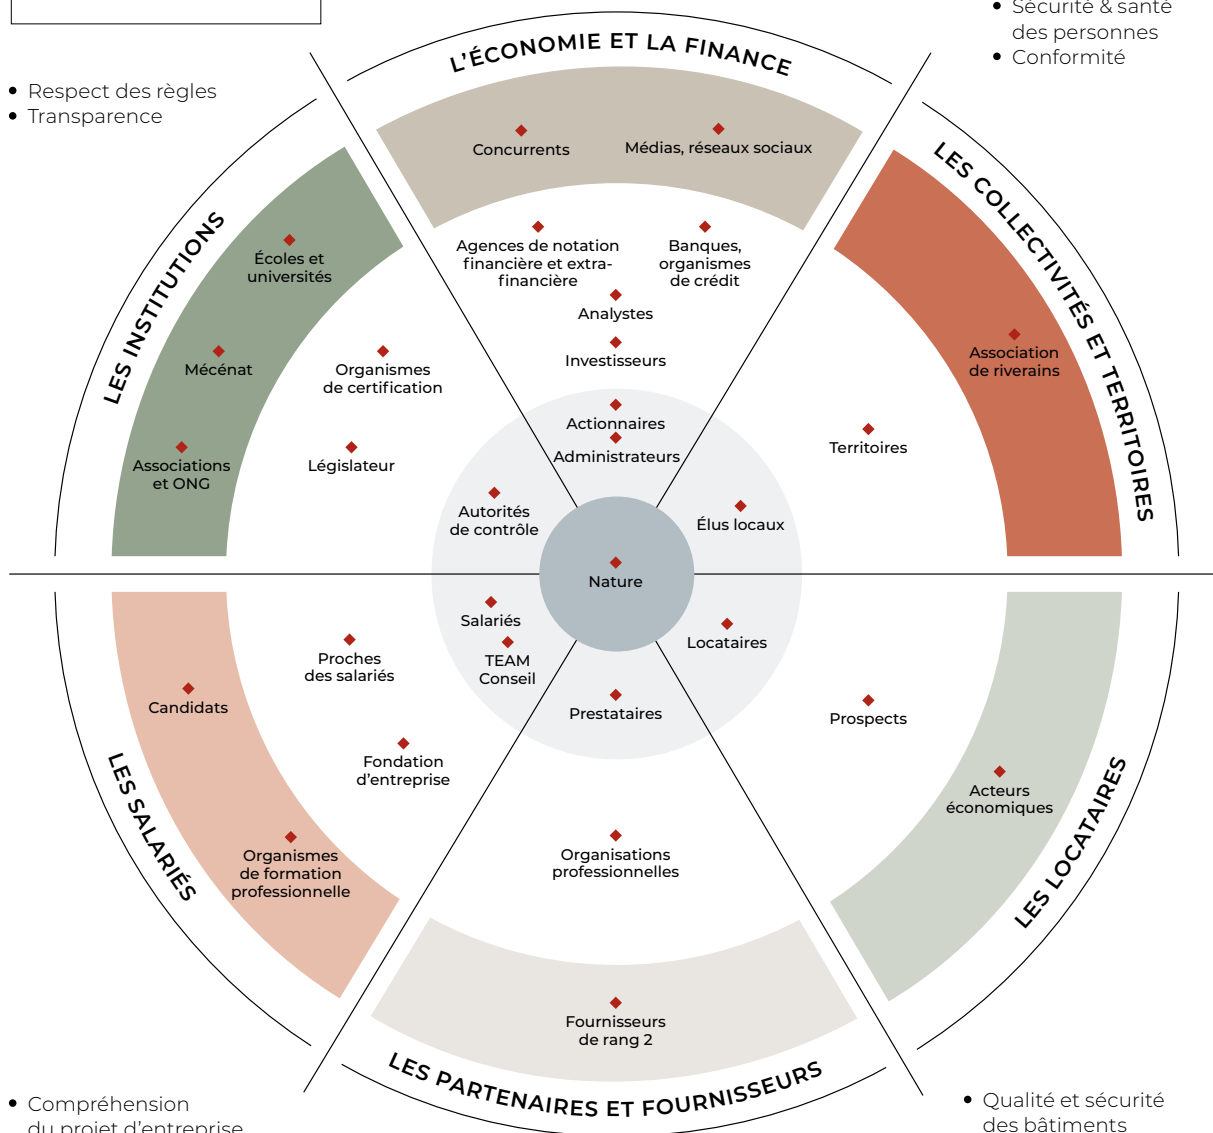 Sécurité & santé
des personnes
Conformité
Respect des règles
Transparence
L'ÉCONOMIE ET LA FINANCE
Concurrents
Médias, réseaux sociaux
Agences de notation
financière et extra-
financière
Banques,
organismes
de crédit
Analystes
Investisseurs
Actionnaires
Administrateurs
LES COLLECTIVITÉS ET TERRITOIRES
Association
de riverains
Territoires
Élus locaux
LES INSTITUTIONS
Écoles et
universités
Mécénat
Associations
et ONG
Organismes
de certification
Législateur
Autorités
de contrôle
Nature
LES SALARIÉS
Salariés
TEAM
Conseil
Proches
des salariés
Fondation
d'entreprise
Candidats
Organismes
de formation
professionnelle
LES PARTENAIRES ET FOURNISSEURS
Prestataires
Organisations
professionnelles
Fournisseurs
de rang 2
LES LOCATAIRES
Locataires
Prospects
Acteurs
économiques
Compréhension
du projet d'entreprise
Qualité et sécurité
des bâtiments